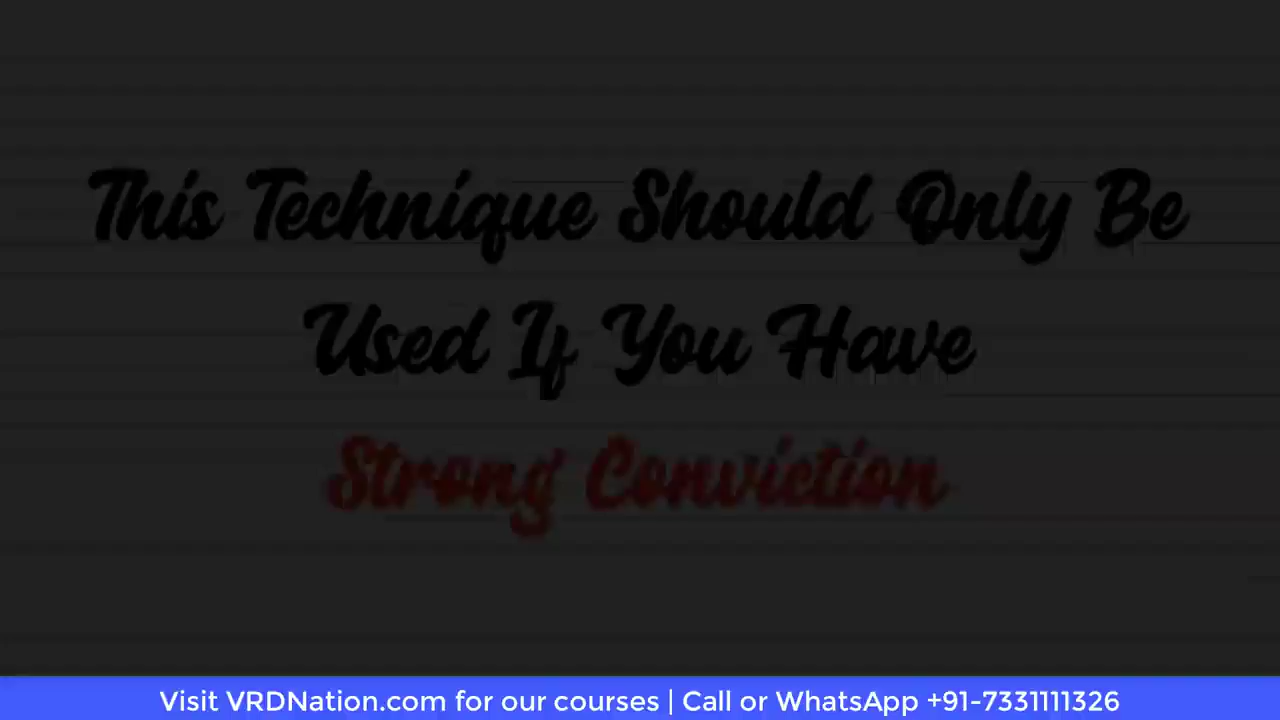 This Technique Should Only Be
Used If You Have
Strong Conviction
Visit VRDNation.com for our courses | Call or WhatsApp +91-7331111326